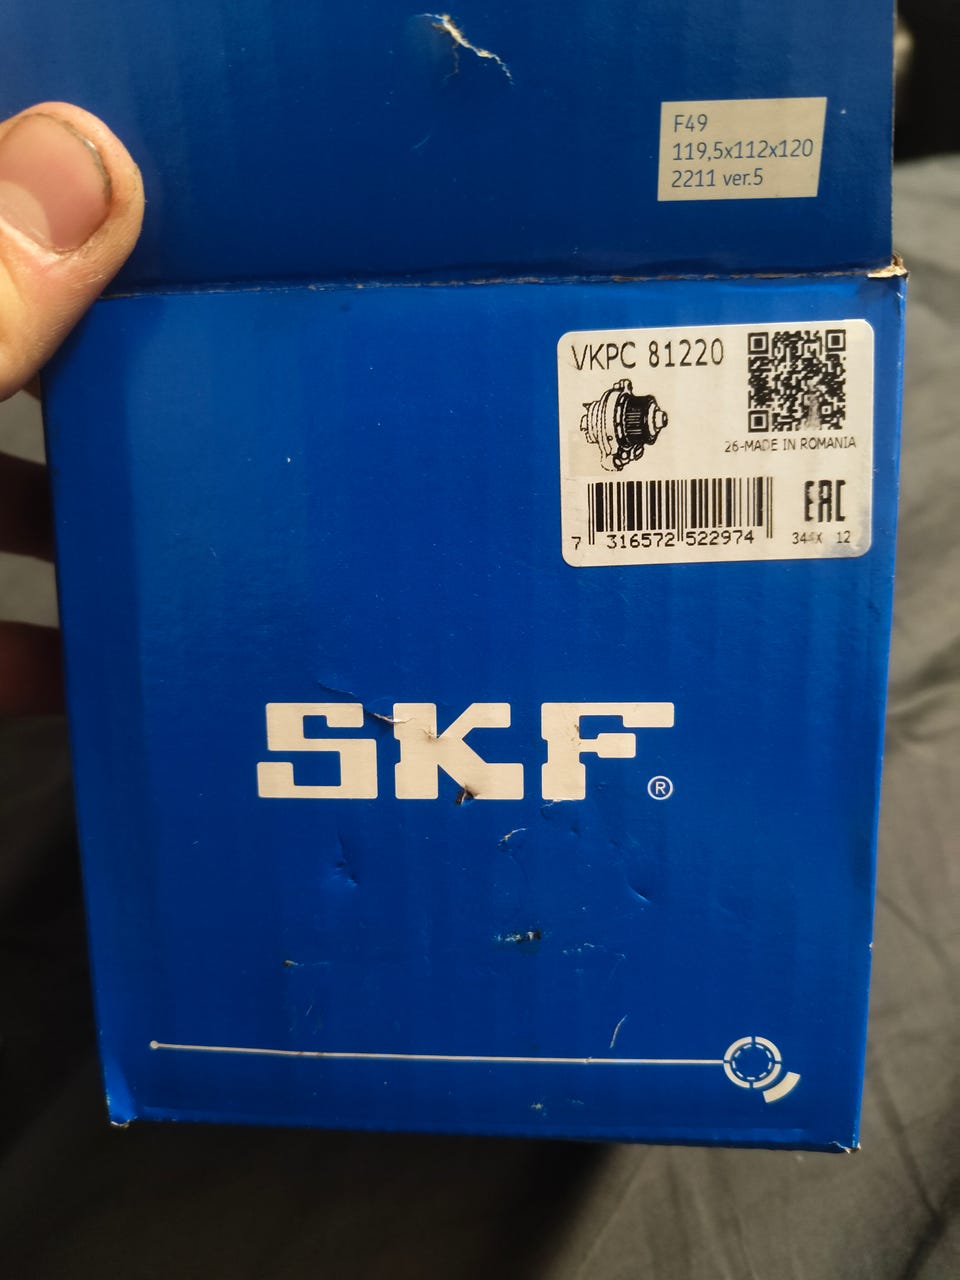 F49
119,5x112x120
2211 ver.5
VKPC 81220
26-MADE IN ROMANIA
EAC
7 316572 522974
12
SKF®